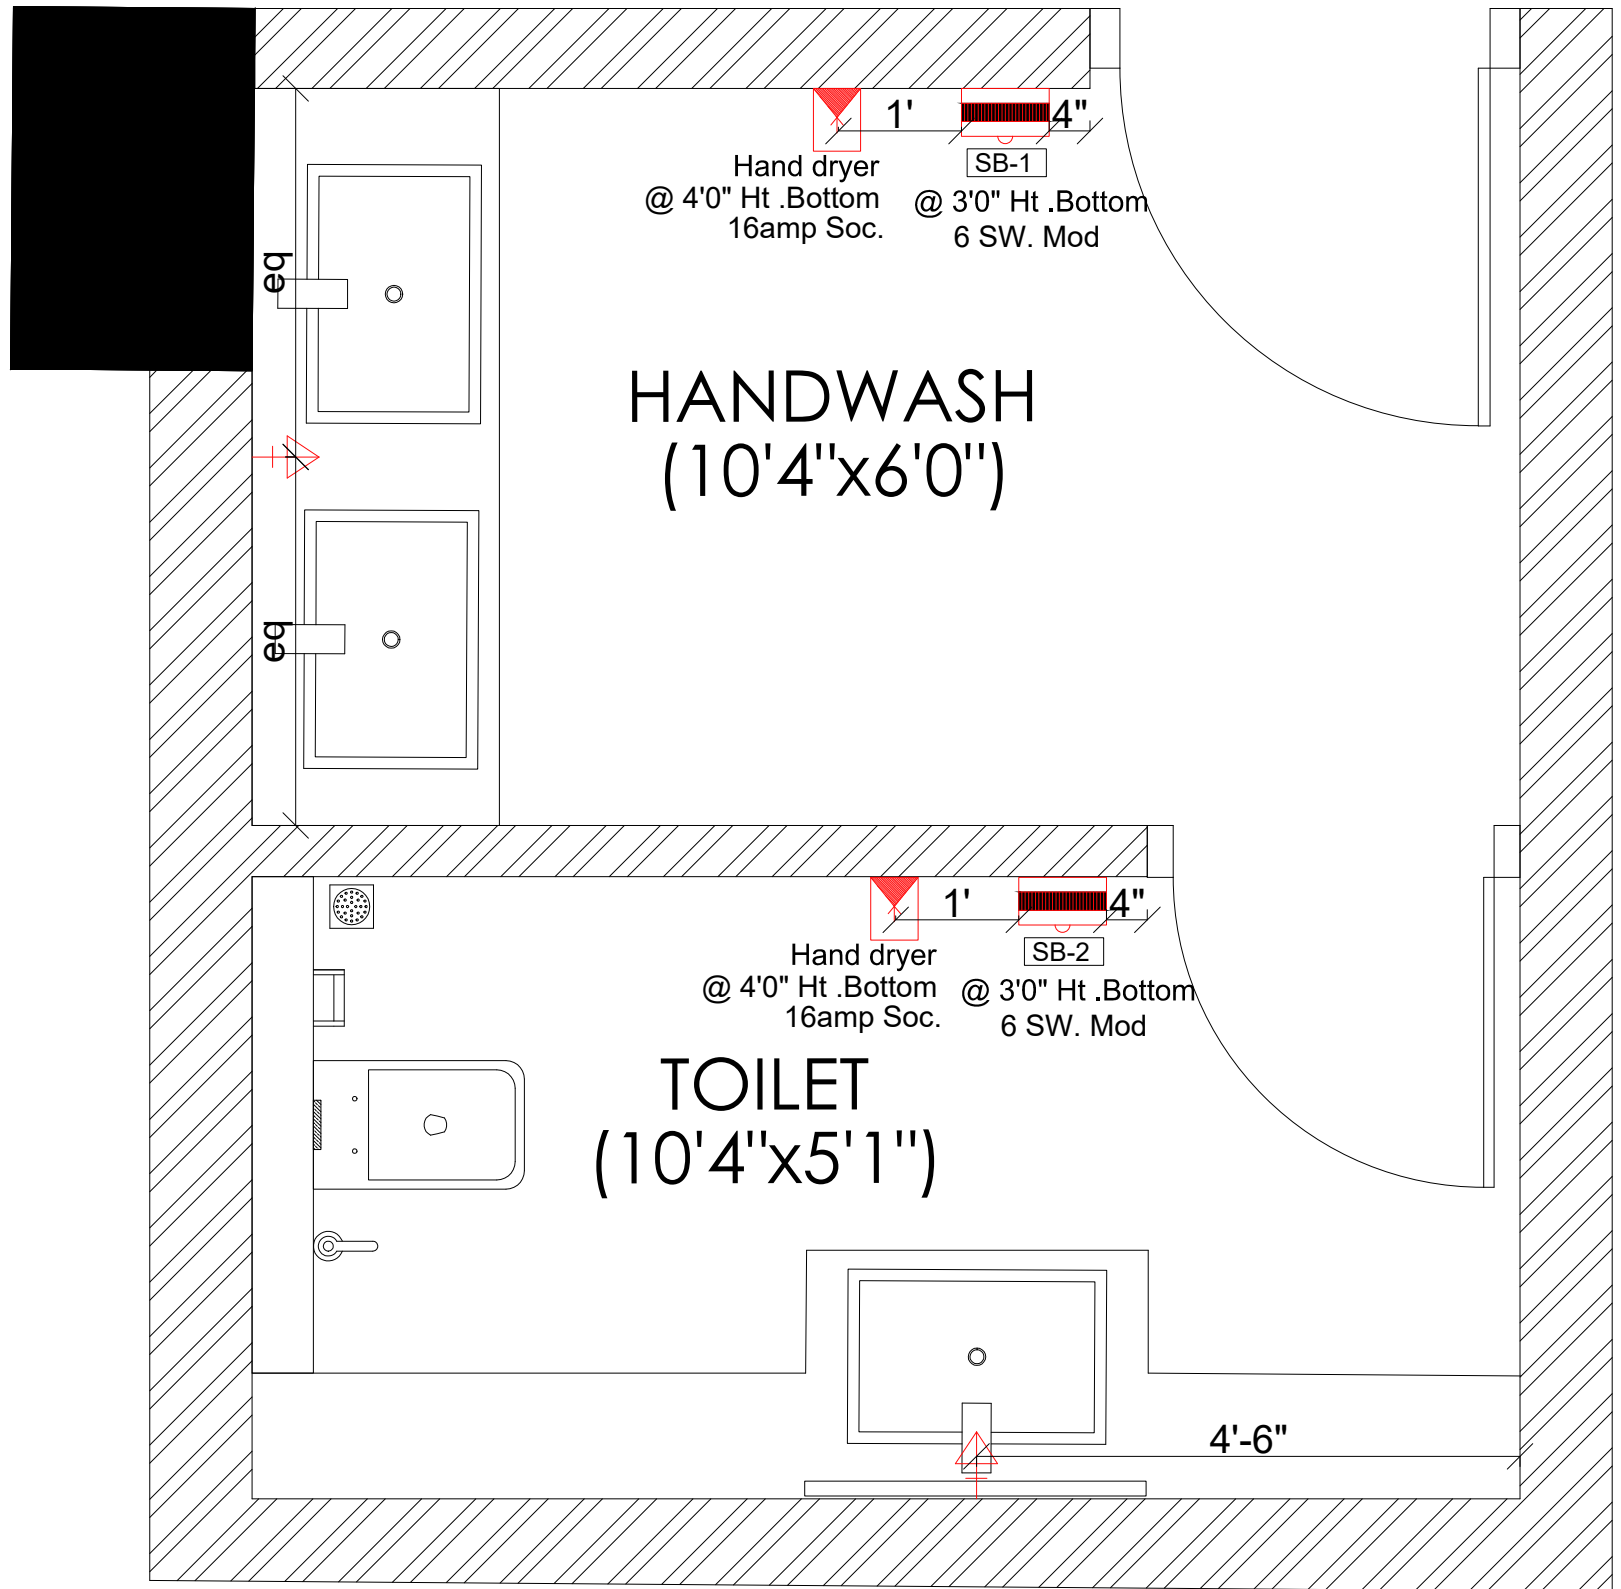 1'
4"
Hand dryer
@ 4'0" Ht .Bottom
16amp Soc.
SB-1
@ 3'0" Ht .Bottom
6 SW. Mod
eq
HANDWASH
(10'4"x6'0")
eq
1'
4"
Hand dryer
@ 4'0" Ht .Bottom
16amp Soc.
SB-2
@ 3'0" Ht .Bottom
6 SW. Mod
TOILET
(10'4"x5'1")
4'-6"